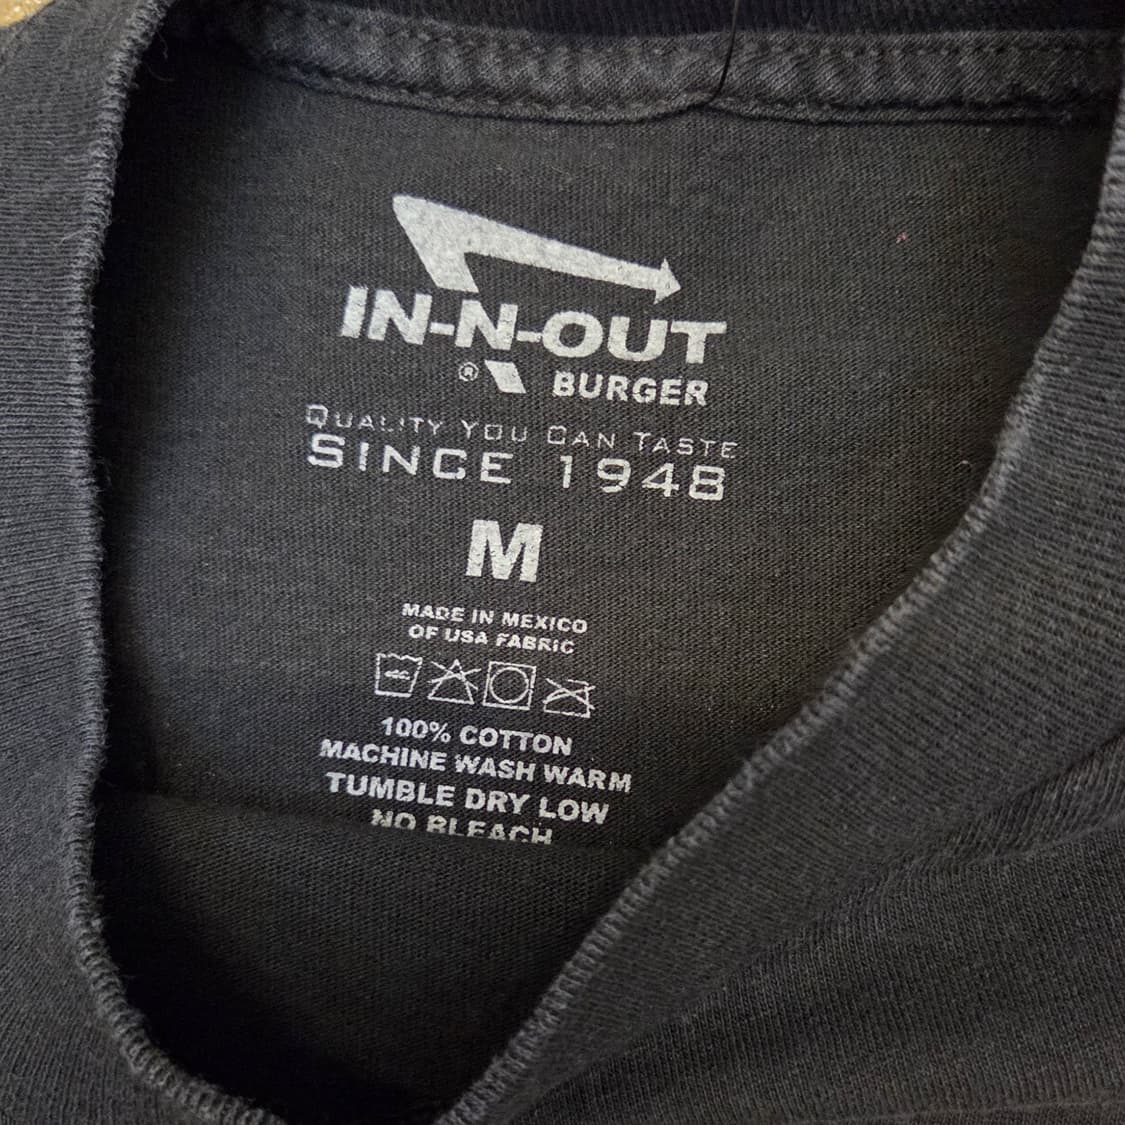 IN-N-OUT
® BURGER
QUALITY YOU CAN TASTE
SINCE 1948
M
MADE IN MEXICO
OF USA FABRIC
100% COTTON
MACHINE WASH WARM
TUMBLE DRY LOW
NO BLEACH